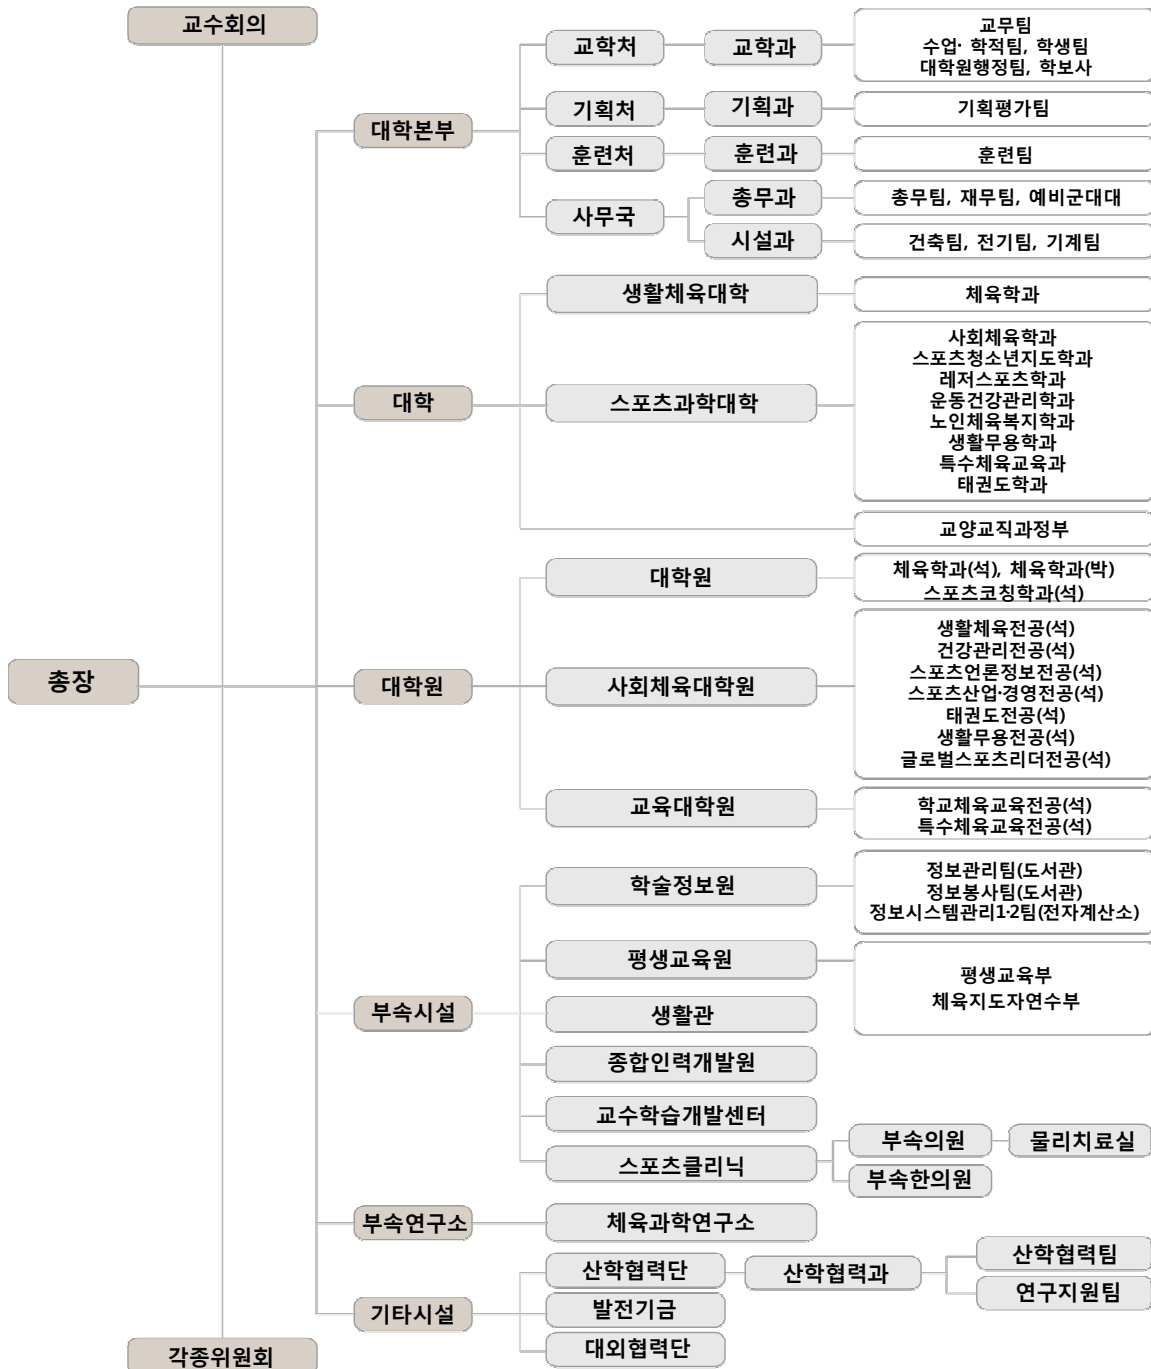 교수회의
교학처
교학과
교무팀
수업· 학적팀, 학생팀
대학원행정팀, 학보사
대학본부
기획처
기획과
기획평가팀
훈련처
훈련과
훈련팀
사무국
총무과
총무팀, 재무팀, 예비군대대
시설과
건축팀, 전기팀, 기계팀
대학
생활체육대학
체육학과
스포츠과학대학
사회체육학과
스포츠청소년지도학과
레저스포츠학과
운동건강관리학과
노인체육복지학과
생활무용학과
특수체육교육과
태권도학과
교양교직과정부
총장
대학원
대학원
체육학과(석), 체육학과(박)
스포츠코칭학과(석)
사회체육대학원
생활체육전공(석)
건강관리전공(석)
스포츠언론정보전공(석)
스포츠산업·경영전공(석)
태권도전공(석)
생활무용전공(석)
글로벌스포츠리더전공(석)
교육대학원
학교체육교육전공(석)
특수체육교육전공(석)
부속시설
학술정보원
정보관리팀(도서관)
정보봉사팀(도서관)
정보시스템관리1·2팀(전자계산소)
평생교육원
평생교육부
체육지도자연수부
생활관
종합인력개발원
교수학습개발센터
스포츠클리닉
부속의원
물리치료실
부속한의원
부속연구소
체육과학연구소
기타시설
산학협력단
산학협력과
산학협력팀
연구지원팀
발전기금
대외협력단
각종위원회